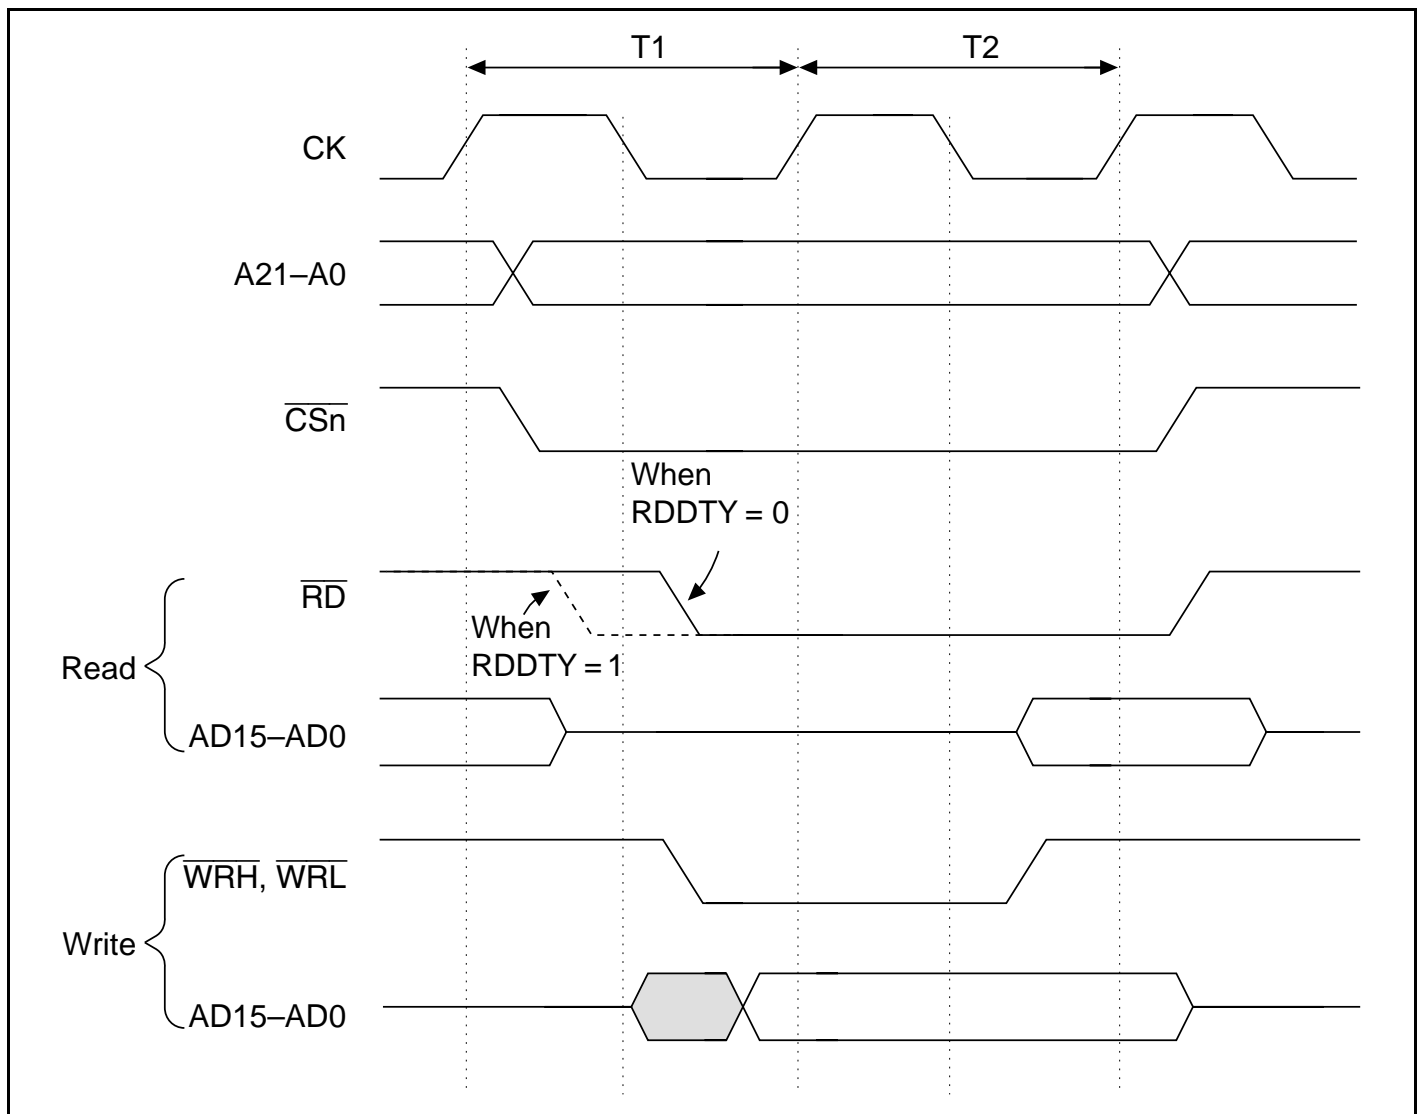 T1 T2
CK
A21–A0
CSn
When
RDDTY = 0
RD
When
RDDTY = 1
Read
AD15–AD0
WRH, WRL
Write
AD15–AD0